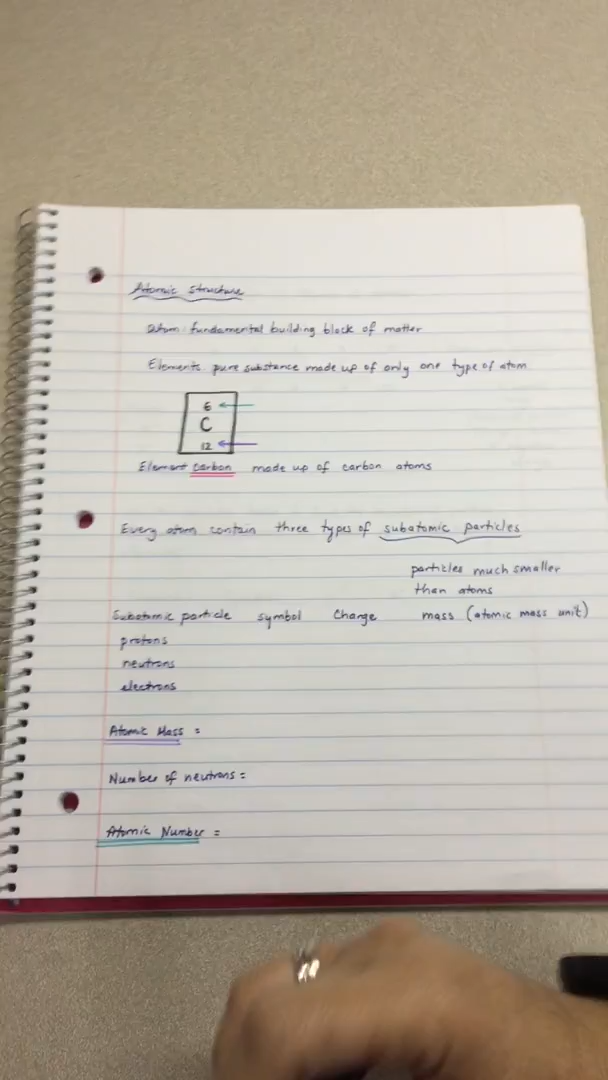 Atomic Structure
Atom: fundamental building block of matter
Elements: pure substance made up of only one type of atom
6
C
12
Element Carbon made up of carbon atoms
Every atom contain three types of subatomic particles
particles much smaller
than atoms
Subatomic particle symbol Charge mass (atomic mass unit)
protons
neutrons
electrons
Atomic Mass =
Number of neutrons =
Atomic Number =